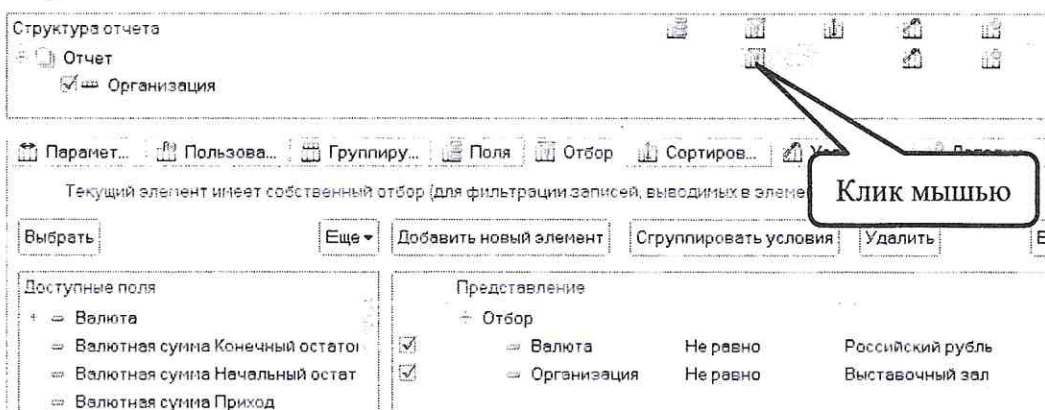 Структура отчета
Отчет
Организация
Парамет... Пользова... Группиру... Поля Отбор Сортиров...
Текущий элемент имеет собственный отбор (для фильтрации записей, выводимых в элеме
Клик мышью
Выбрать Еще Добавить новый элемент Сгруппировать условия Удалить Е
Доступные поля Представление
Валюта Отбор
Валютная сумма Конечный остаток Валюта Не равно Российский рубль
Валютная сумма Начальный остат Организация Не равно Выставочный зал
Валютная сумма Приход